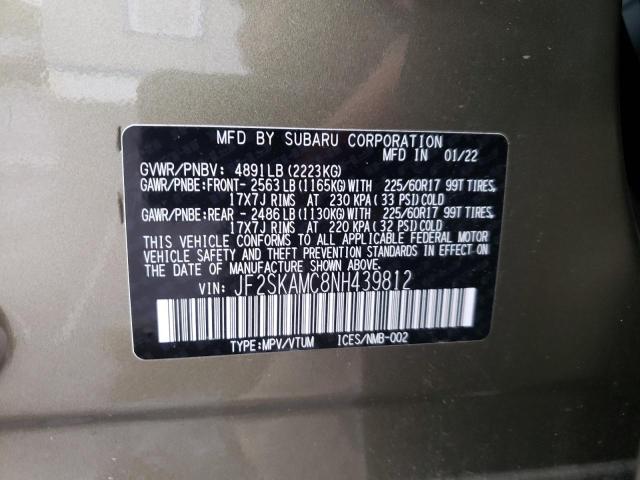 MFD BY SUBARU CORPORATION
MFD IN 01/22
GVWR/PNBV: 4891LB (2223KG)
GAWR/PNBE:FRONT- 2563LB(1165KG)WITH 225/60R17 99T TIRES,
17X7J RIMS AT 230 KPA (33 PSI)COLD
GAWR/PNBE:REAR - 2486LB(1130KG)WITH 225/60R17 99T TIRES,
17X7J RIMS AT 220 KPA(32 PSI)COLD
THIS VEHICLE CONFORMS TO ALL APPLICABLE FEDERAL MOTOR
VEHICLE SAFETY AND THEFT PREVENTION STANDARDS IN EFFECT
ON THE DATE OF MANUFACTURE SHOWN ABOVE.
VIN: JF2SKAMC8NH439812
TYPE:MPV/VTUM ICES/NMB-002